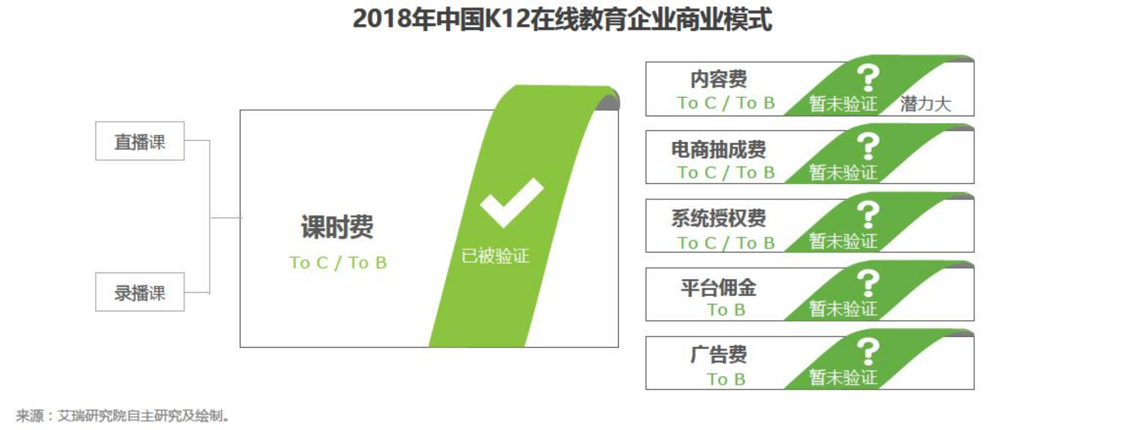 2018年中国K12在线教育企业商业模式
直播课
录播课
课时费
To C / To B
已被验证
内容费
To C / To B
?
暂未验证
潜力大
电商抽成费
To C / To B
?
暂未验证
系统授权费
To C / To B
?
暂未验证
平台佣金
To B
?
暂未验证
广告费
To B
?
暂未验证
来源：艾瑞研究院自主研究及绘制。